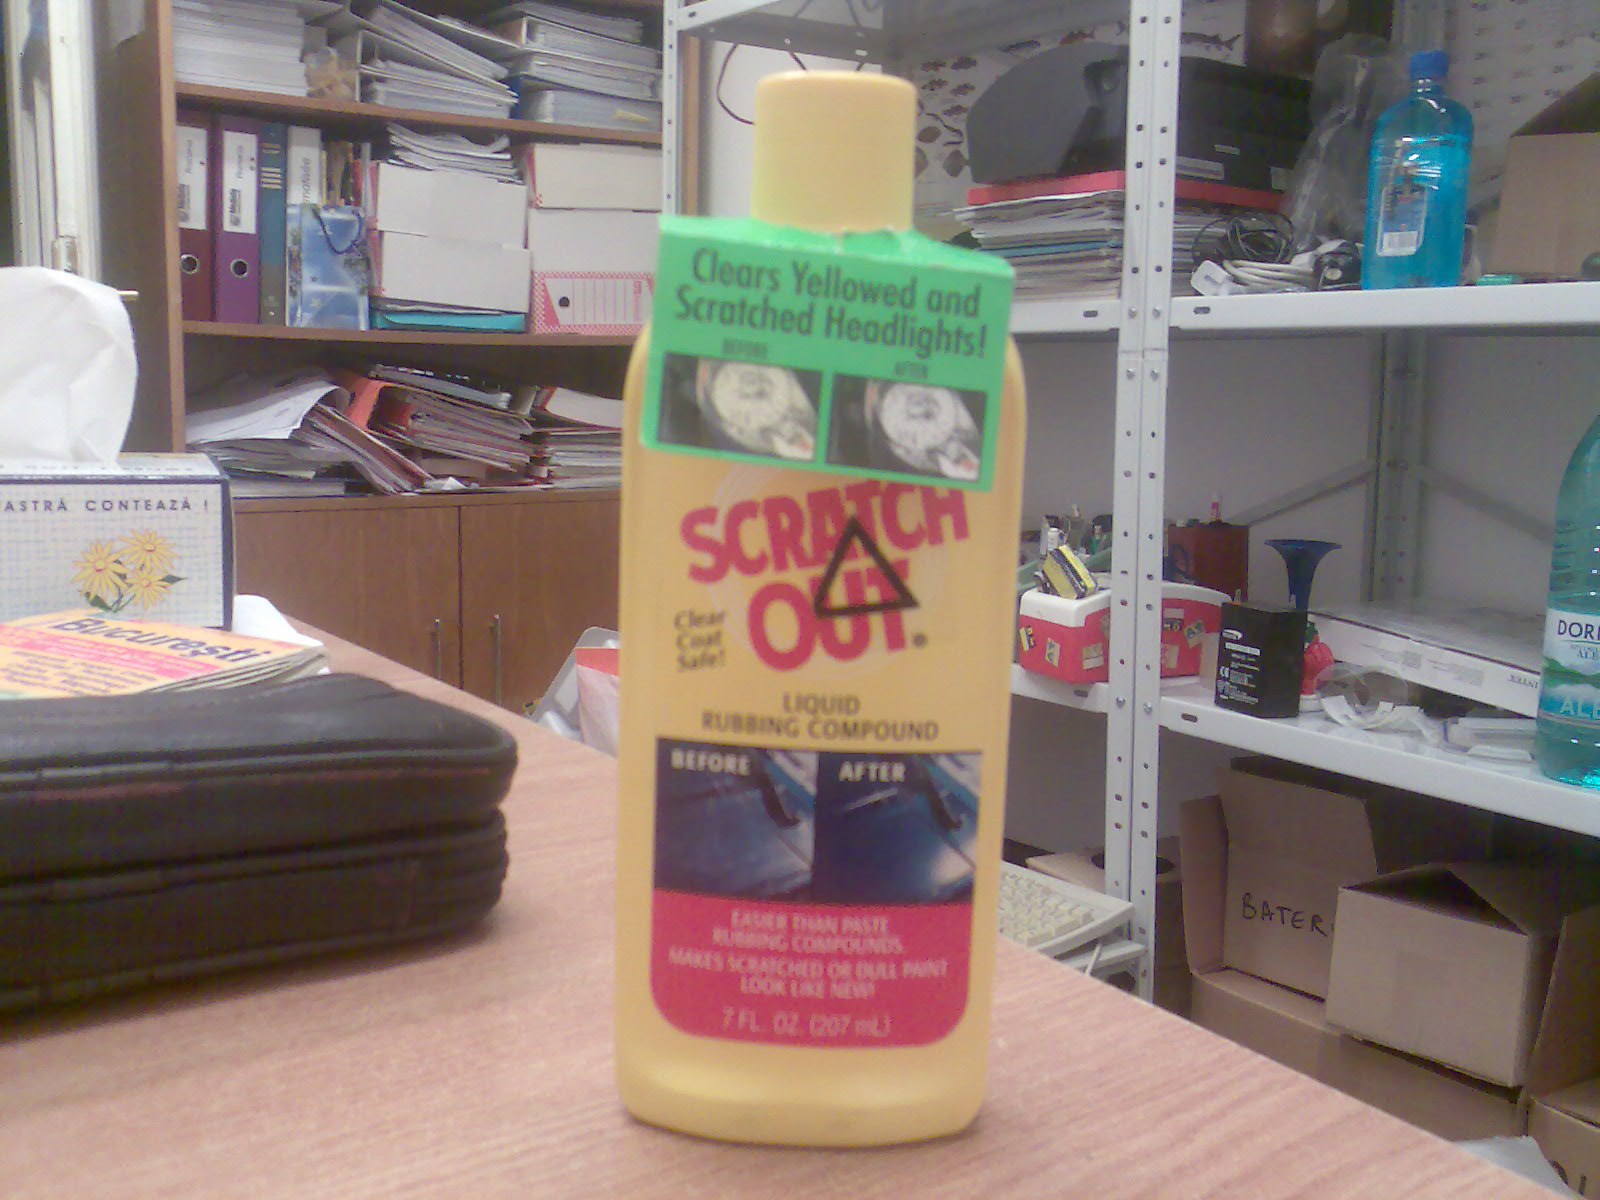 Clears Yellowed and
Scratched Headlights!
BEFORE
AFTER
SCRATCH
OUT
Clear
Coat
Safe!
LIQUID
RUBBING COMPOUND
BEFORE
AFTER
EASIER THAN PASTE
RUBBING COMPOUNDS.
MAKES SCRATCHED OR DULL PAINT
LOOK LIKE NEW!
7 FL. OZ. (207 mL)
ASTRĂ CONTEAZĂ !
Bucureşti
DOR
BATER